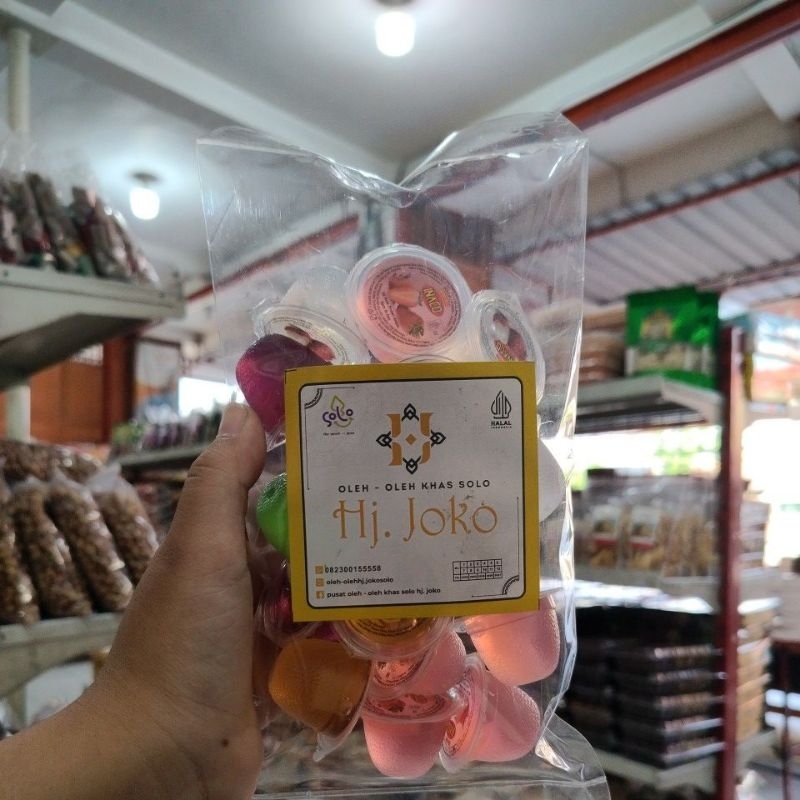 solo
HALAL
INDONESIA
OLEH - OLEH KHAS SOLO
Hj. Joko
082300155558
oleh-olehhj.jokosolo
pusat oleh - oleh khas solo hj. joko